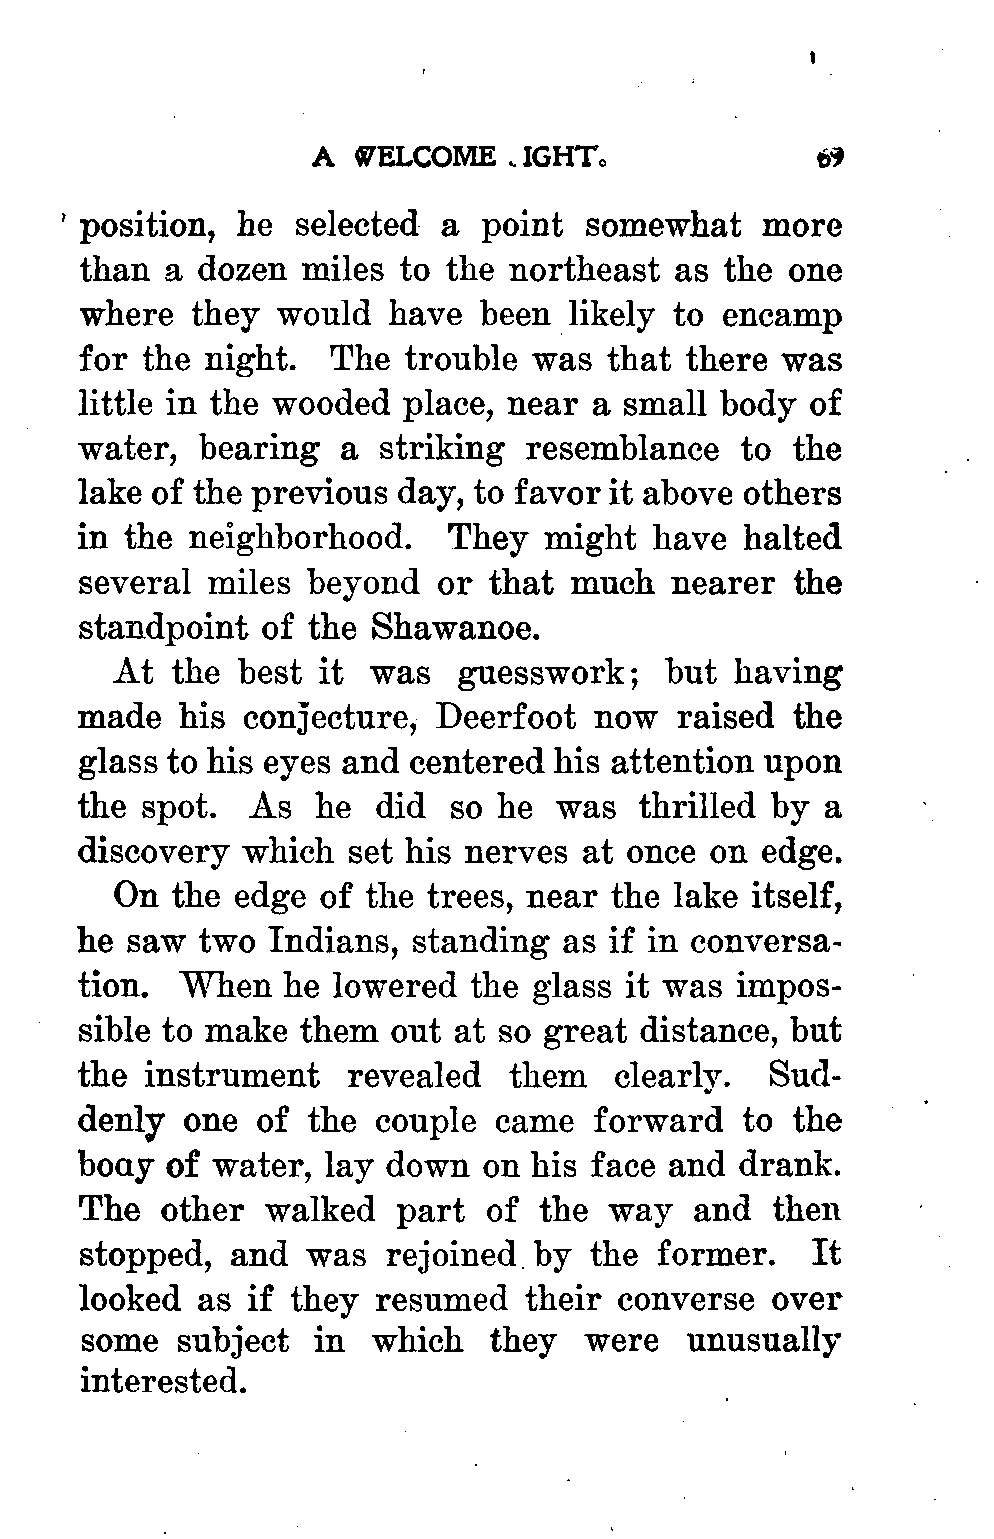 A WELCOME .IGHT. 69
position, he selected a point somewhat more
than a dozen miles to the northeast as the one
where they would have been likely to encamp
for the night. The trouble was that there was
little in the wooded place, near a small body of
water, bearing a striking resemblance to the
lake of the previous day, to favor it above others
in the neighborhood. They might have halted
several miles beyond or that much nearer the
standpoint of the Shawanoe.
At the best it was guesswork; but having
made his conjecture, Deerfoot now raised the
glass to his eyes and centered his attention upon
the spot. As he did so he was thrilled by a
discovery which set his nerves at once on edge.
On the edge of the trees, near the lake itself,
he saw two Indians, standing as if in conversa-
tion. When he lowered the glass it was impos-
sible to make them out at so great distance, but
the instrument revealed them clearly. Sud-
denly one of the couple came forward to the
body of water, lay down on his face and drank.
The other walked part of the way and then
stopped, and was rejoined by the former. It
looked as if they resumed their converse over
some subject in which they were unusually
interested.